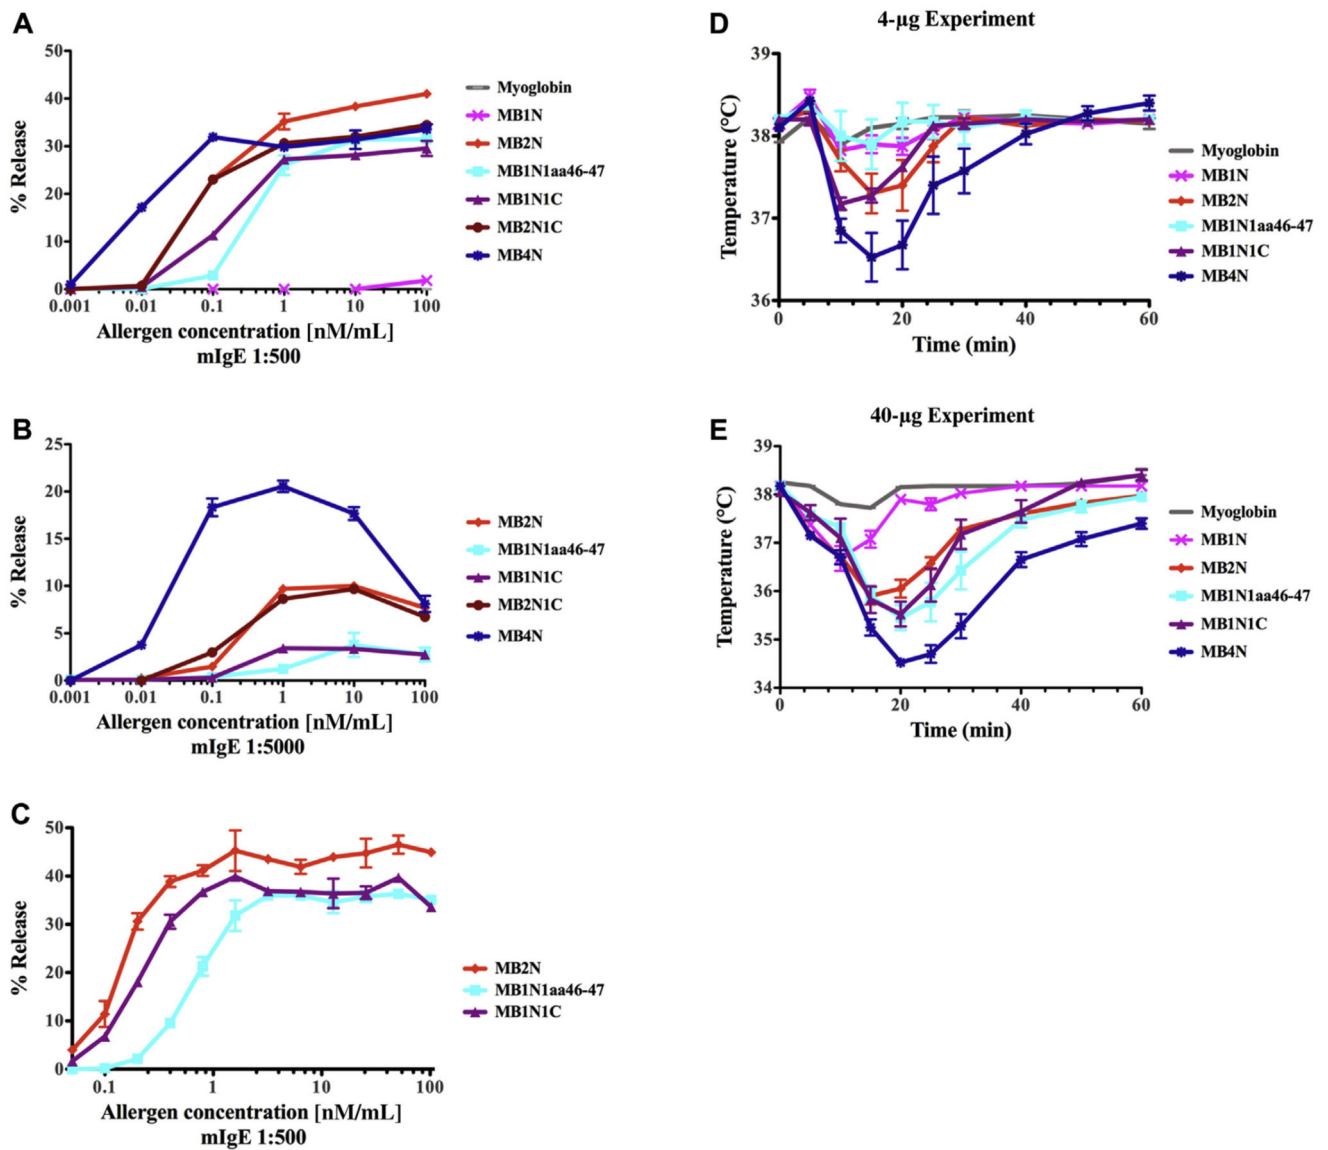 A
50
40
30
20
10
0
% Release
0.001
0.01
0.1
1
10
100
Allergen concentration [nM/mL]
mIgE 1:500
Myoglobin
MB1N
MB2N
MB1N1aa46-47
MB1N1C
MB2N1C
MB4N
B
25
20
15
10
5
0
% Release
0.001
0.01
0.1
1
10
100
Allergen concentration [nM/mL]
mIgE 1:5000
MB2N
MB1N1aa46-47
MB1N1C
MB2N1C
MB4N
C
50
40
30
20
10
0
% Release
0.1
1
10
100
Allergen concentration [nM/mL]
mIgE 1:500
MB2N
MB1N1aa46-47
MB1N1C
D
4-µg Experiment
39
38
37
36
Temperature (°C)
0
20
40
60
Time (min)
Myoglobin
MB1N
MB2N
MB1N1aa46-47
MB1N1C
MB4N
E
40-µg Experiment
39
38
37
36
35
34
Temperature (°C)
0
20
40
60
Time (min)
Myoglobin
MB1N
MB2N
MB1N1aa46-47
MB1N1C
MB4N